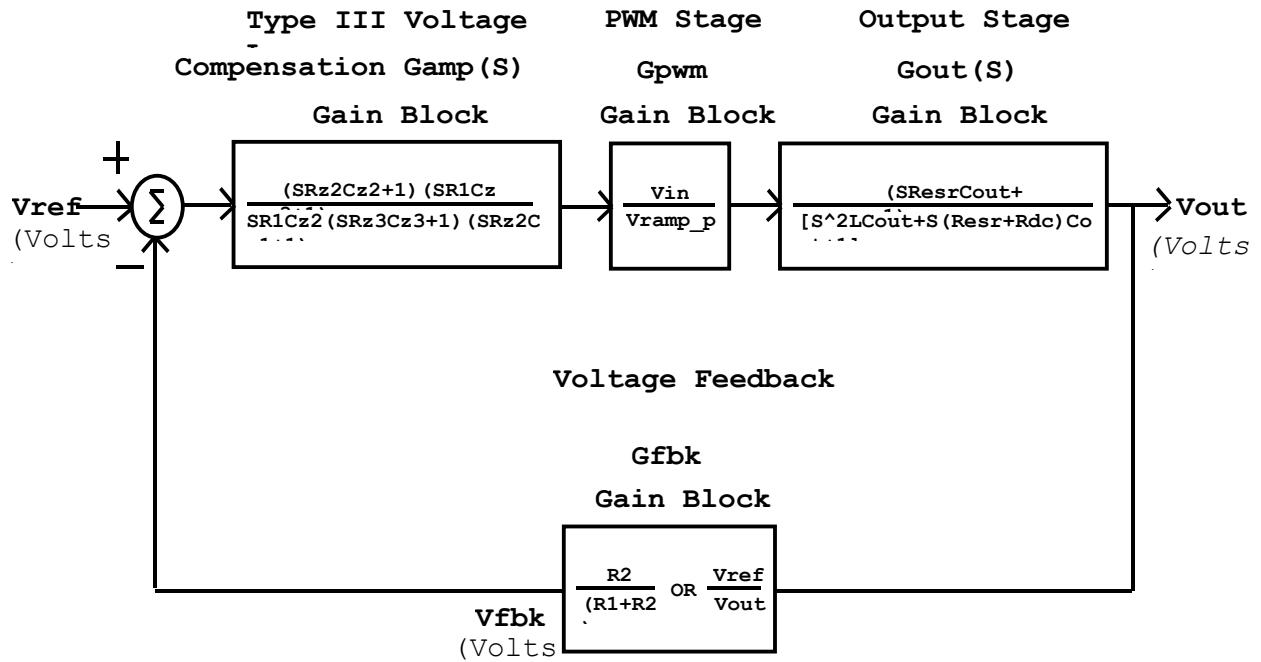 Type III Voltage
PWM Stage
Output Stage
Compensation Gamp(S)
Gpwm
Gout(S)
Gain Block
Gain Block
Gain Block
+
(SRz2Cz2+1)(SR1Cz
SR1Cz2(SRz3Cz3+1)(SRz2C
Vin
Vramp_p
(SResrCout+
[S^2LCout+S(Resr+Rdc)Co
Vref
(Volts
Σ
Vout
(Volts
−
Voltage Feedback
Gfbk
Gain Block
R2
(R1+R2
OR
Vref
Vout
Vfbk
(Volts